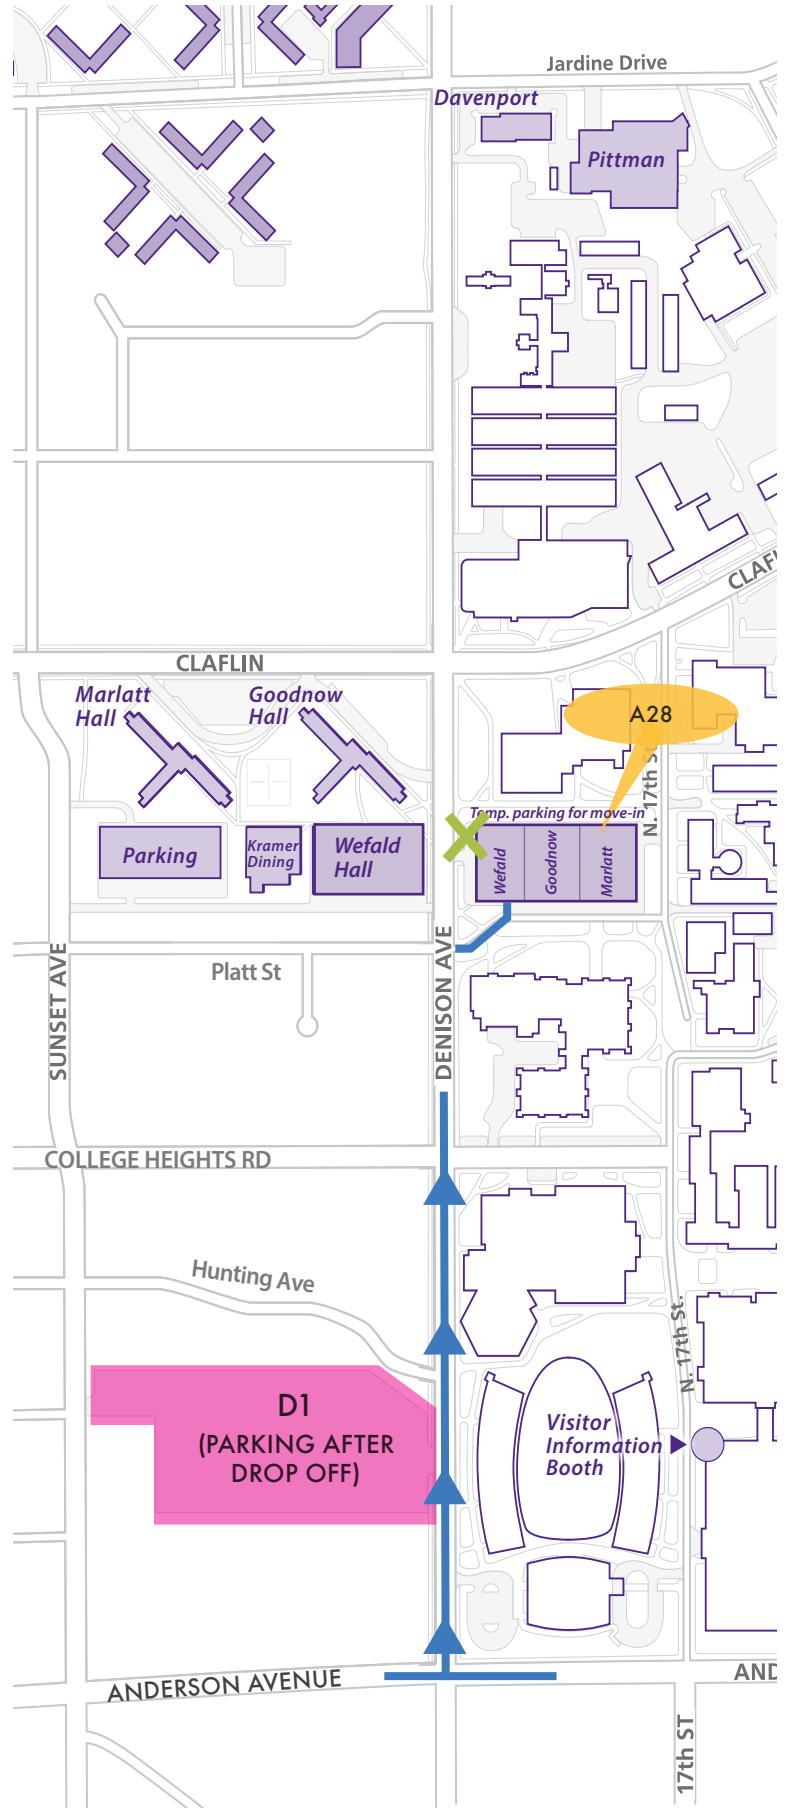 Jardine Drive
Davenport
Pittman
CLAFLIN
CLAFL
Marlatt
Hall
Goodnow
Hall
A28
N. 17th St.
Temp. parking for move-in
Parking
Kramer
Dining
Wefald
Hall
Wefald
Goodnow
Marlatt
SUNSET AVE
Platt St
DENISON AVE
COLLEGE HEIGHTS RD
Hunting Ave
N. 17th St.
D1
(PARKING AFTER
DROP OFF)
Visitor
Information
Booth
ANDERSON AVENUE
AND
17th ST